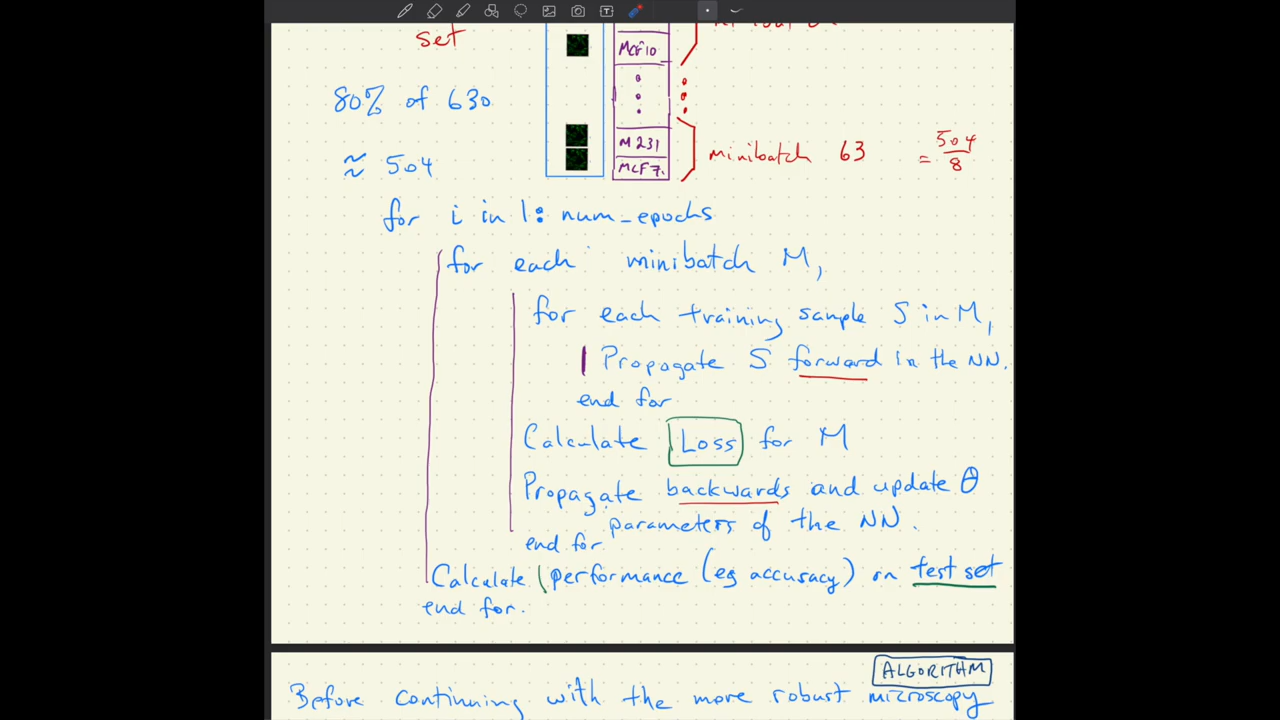 set
MCF10
80% of 630
M231
minibatch 63 = 504/8
≈ 504
MCF7.
for i in 1: num_epochs
for each minibatch M,
for each training sample S in M,
Propagate S forward in the NN.
end for
Calculate Loss for M
Propagate backwards and update θ
parameters of the NN.
end for
Calculate performance (eg accuracy) on test set
end for.
ALGORITHM
Before continuing with the more robust microscopy